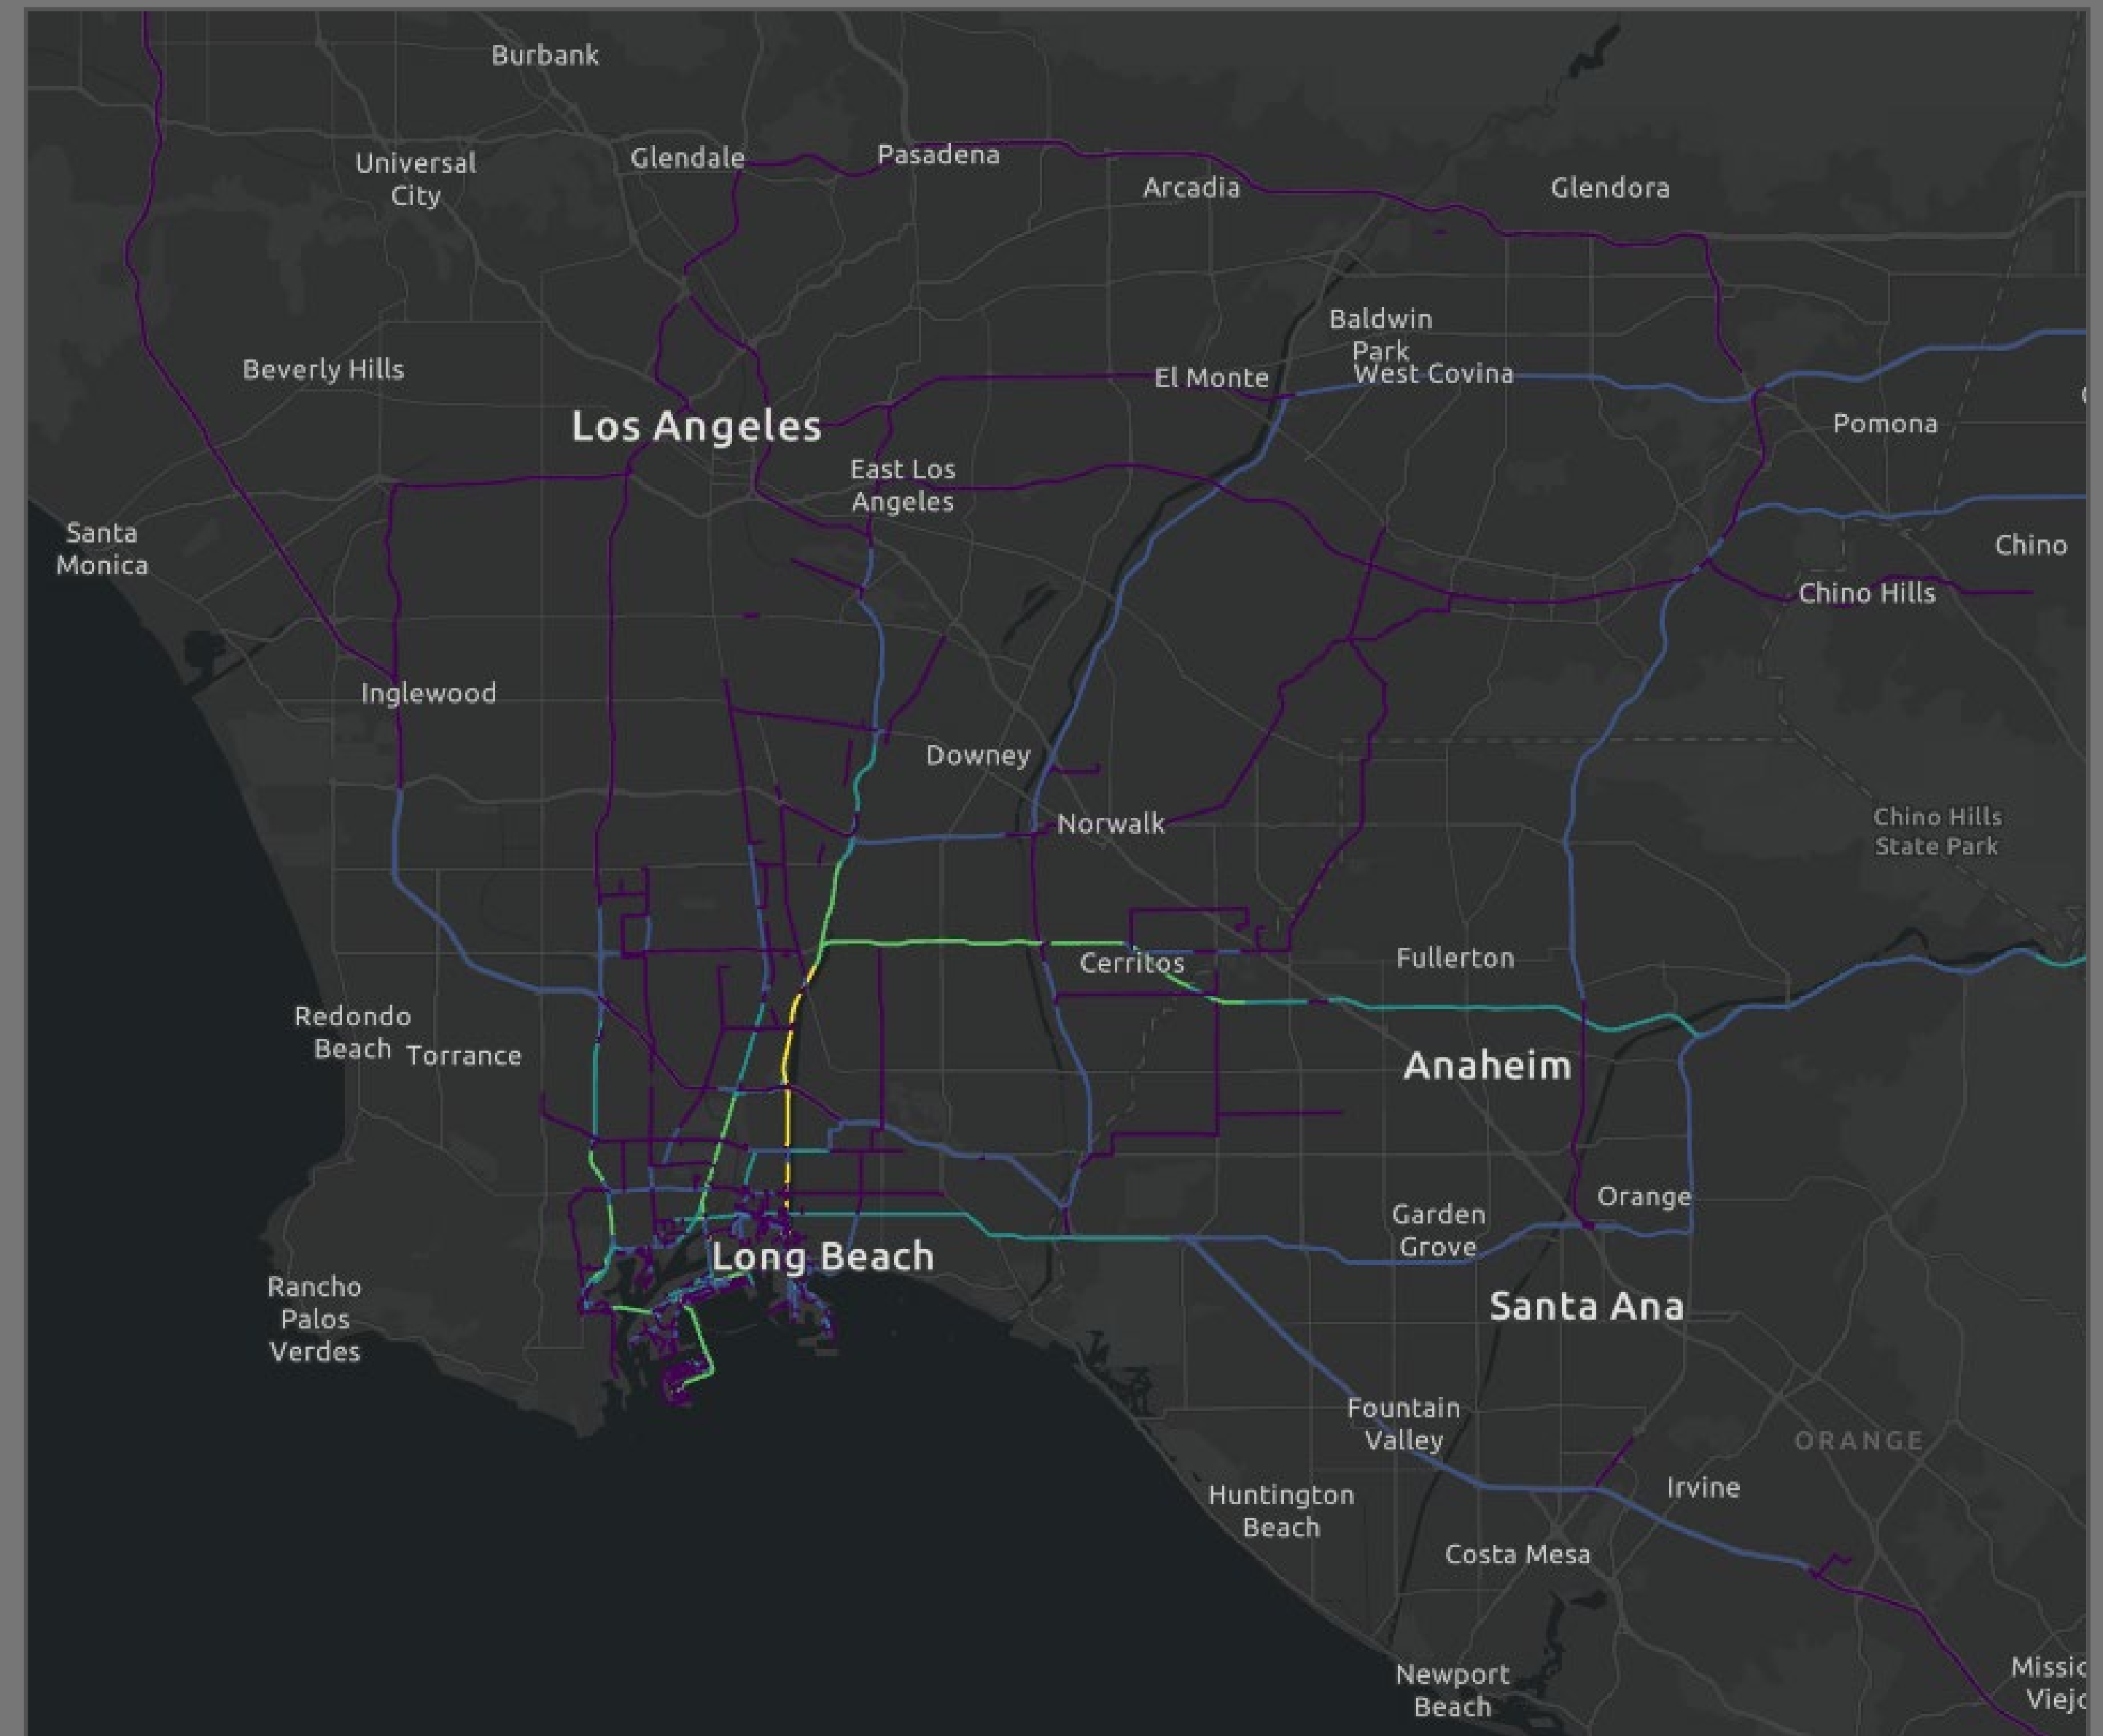 Burbank
Universal
City
Glendale
Pasadena
Arcadia
Glendora
Beverly Hills
Baldwin
Park
El Monte
West Covina
Los Angeles
Pomona
East Los
Angeles
Santa
Monica
Chino
Chino Hills
Inglewood
Downey
Norwalk
Chino Hills
State Park
Cerritos
Fullerton
Redondo
Beach
Torrance
Anaheim
Orange
Garden
Grove
Long Beach
Rancho
Palos
Verdes
Santa Ana
Fountain
Valley
ORANGE
Irvine
Huntington
Beach
Costa Mesa
Newport
Beach
Missic
Viejc